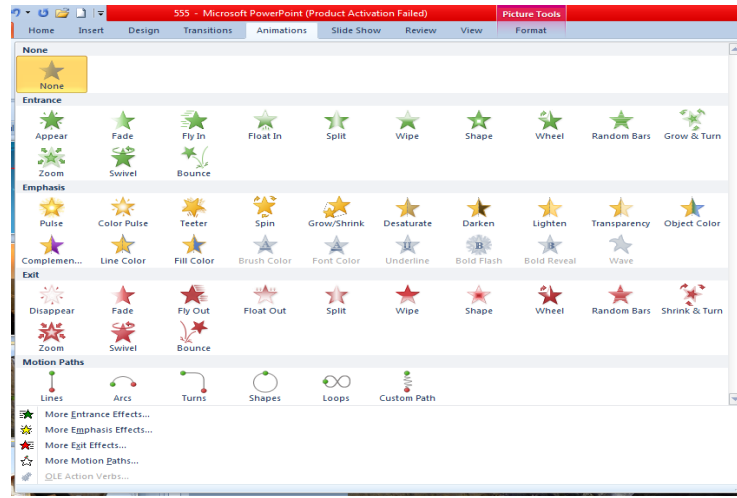 555 - Microsoft PowerPoint (Product Activation Failed) Picture Tools
Home Insert Design Transitions Animations Slide Show Review View Format
None
None
Entrance
Appear Fade Fly In Float In Split Wipe Shape Wheel Random Bars Grow & Turn
Zoom Swivel Bounce
Emphasis
Pulse Color Pulse Teeter Spin Grow/Shrink Desaturate Darken Lighten Transparency Object Color
Complemen... Line Color Fill Color Brush Color Font Color Underline Bold Flash Bold Reveal Wave
Exit
Disappear Fade Fly Out Float Out Split Wipe Shape Wheel Random Bars Shrink & Turn
Zoom Swivel Bounce
Motion Paths
Lines Arcs Turns Shapes Loops Custom Path
More Entrance Effects...
More Emphasis Effects...
More Exit Effects...
More Motion Paths...
OLE Action Verbs...